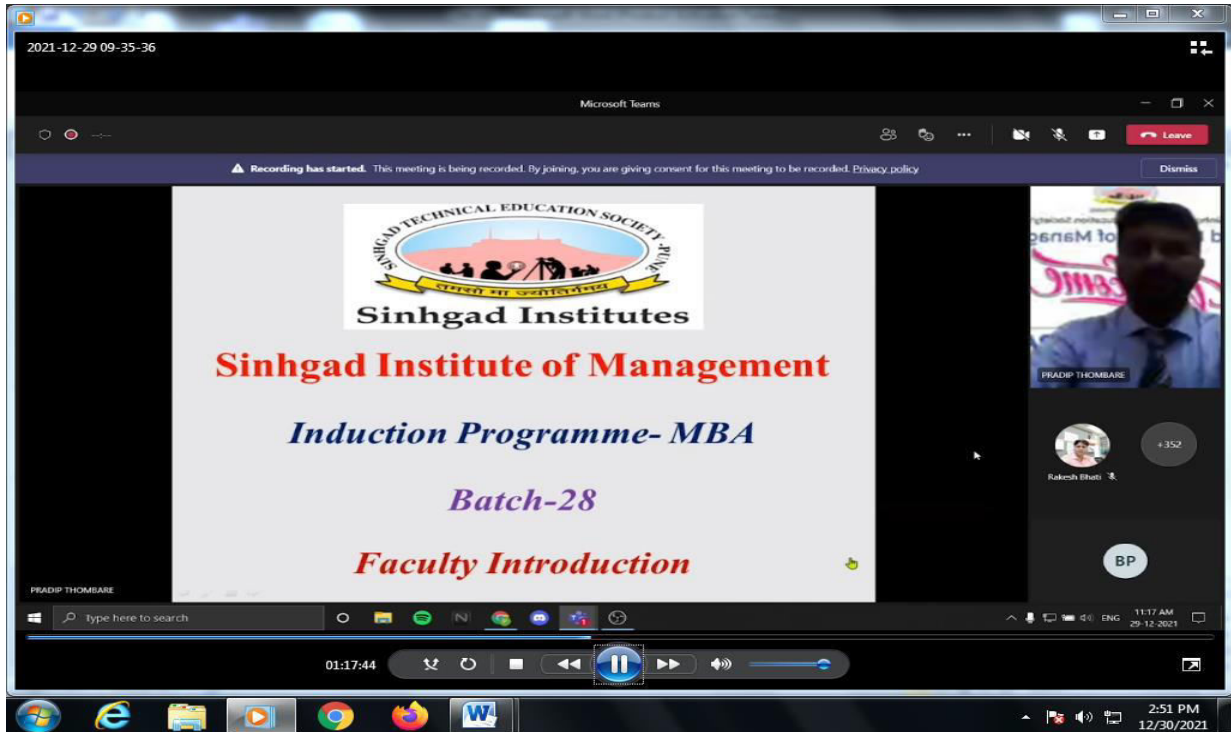 2021-12-29 09-35-36
Microsoft Teams
Leave
Recording has started. This meeting is being recorded. By joining, you are giving consent for this meeting to be recorded. Privacy policy
Dismiss
SINHGAD TECHNICAL EDUCATION SOCIETY - PUNE
तमसो मा ज्योतिर्गमय
Sinhgad Institutes
Sinhgad Institute of Management
Induction Programme- MBA
Batch-28
Faculty Introduction
PRADIP THOMBARE
PRADIP THOMBARE
+352
Rakesh Bhati
BP
Type here to search
ENG
11:17 AM
29-12-2021
01:17:44
2:51 PM
12/30/2021